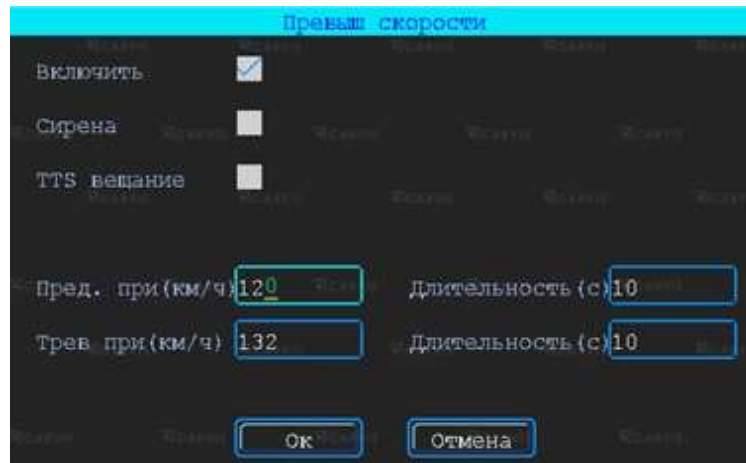 Превыш скорости
Включить
Сирена
TTS вещание
Пред. при(км/ч) 120 Длительность(с) 10
Трев при(км/ч) 132 Длительность(с) 10
Ок Отмена